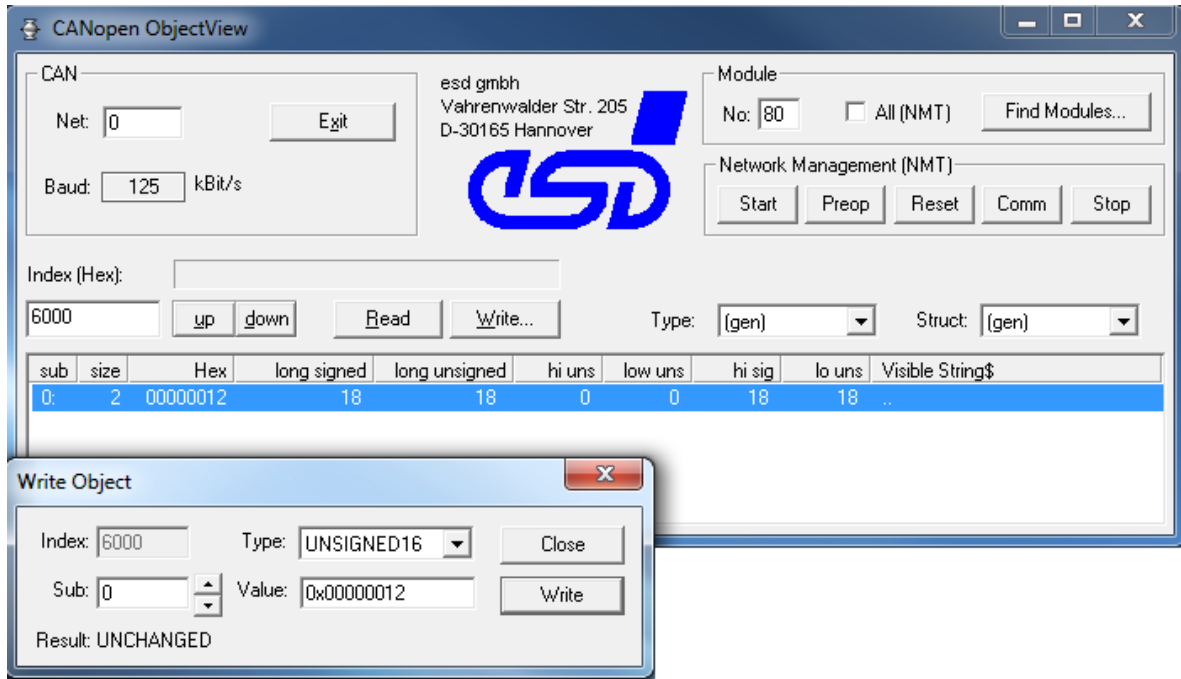 CANopen ObjectView
CAN
Net: 0
Exit
Baud: 125 kBit/s
esd gmbh
Vahrenwalder Str. 205
D-30165 Hannover
esd
Module
No: 80
All (NMT)
Find Modules...
Network Management (NMT)
Start Preop Reset Comm Stop
Index (Hex):
6000 up down Read Write... Type: (gen) Struct: (gen)
sub size Hex long signed long unsigned hi uns low uns hi sig lo uns Visible String$
0: 2 00000012 18 18 0 0 18 18 ..
Write Object
Index: 6000 Type: UNSIGNED16 Close
Sub: 0 Value: 0x00000012 Write
Result: UNCHANGED